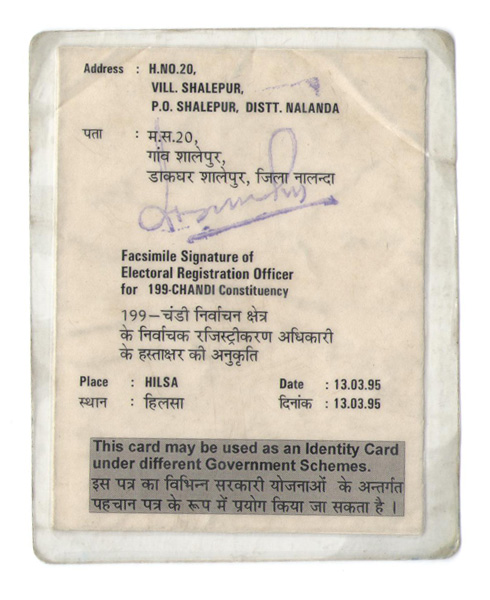 Address : H.NO.20,
VILL. SHALEPUR,
P.O. SHALEPUR, DISTT. NALANDA
पता : म.स.20,
गांव शालेपुर,
डाकघर शालेपुर, जिला नालन्दा
Facsimile Signature of
Electoral Registration Officer
for 199-CHANDI Constituency
199–चंडी निर्वाचन क्षेत्र
के निर्वाचक रजिस्ट्रीकरण अधिकारी
के हस्ताक्षर की अनुकृति
Place : HILSA Date : 13.03.95
स्थान : हिलसा दिनांक : 13.03.95
This card may be used as an Identity Card
under different Government Schemes.
इस पत्र का विभिन्न सरकारी योजनाओं के अन्तर्गत
पहचान पत्र के रूप में प्रयोग किया जा सकता है ।